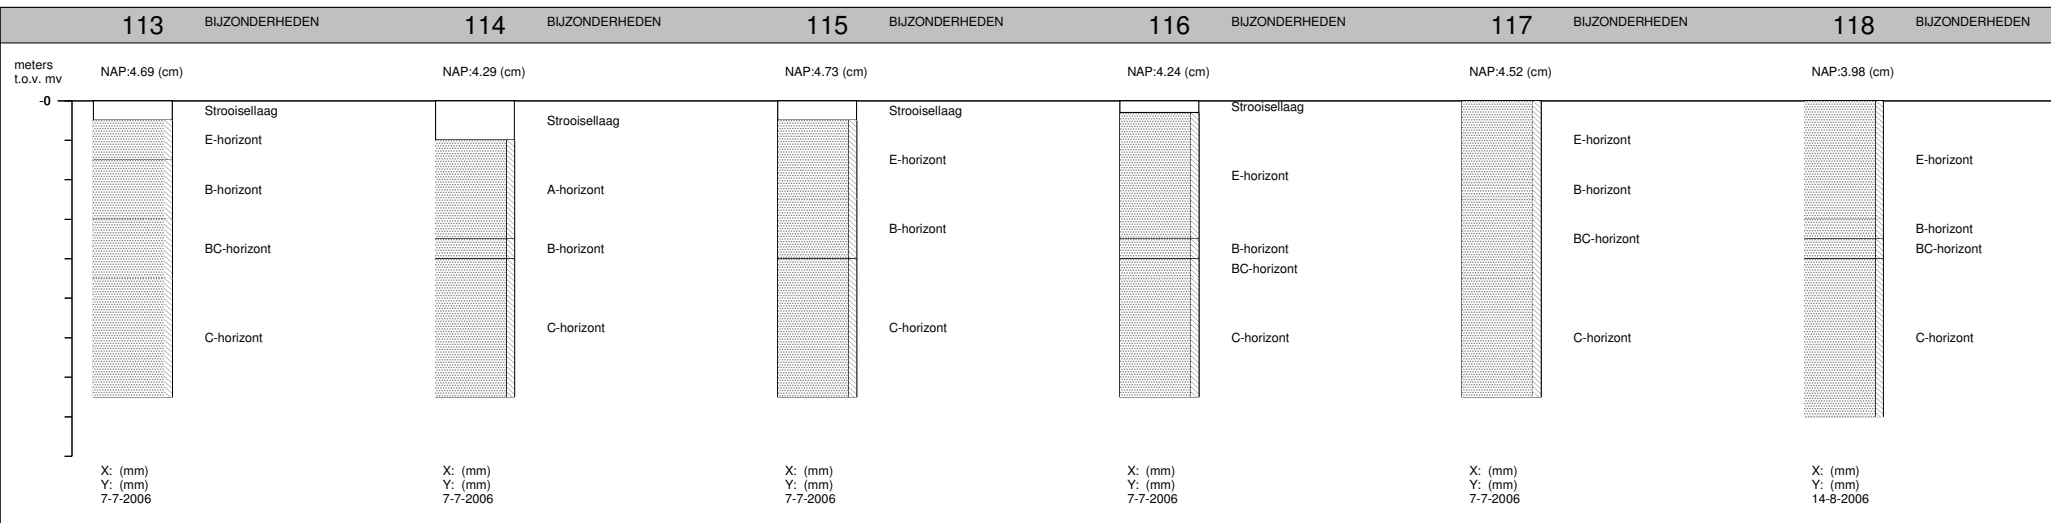 113 BIJZONDERHEDEN 114 BIJZONDERHEDEN 115 BIJZONDERHEDEN 116 BIJZONDERHEDEN 117 BIJZONDERHEDEN 118 BIJZONDERHEDEN
meters
t.o.v. mv
NAP:4.69 (cm) NAP:4.29 (cm) NAP:4.73 (cm) NAP:4.24 (cm) NAP:4.52 (cm) NAP:3.98 (cm)
-0
Strooisellaag
E-horizont
B-horizont
BC-horizont
C-horizont
X: (mm)
Y: (mm)
7-7-2006
Strooisellaag
A-horizont
B-horizont
C-horizont
X: (mm)
Y: (mm)
7-7-2006
Strooisellaag
E-horizont
B-horizont
C-horizont
X: (mm)
Y: (mm)
7-7-2006
Strooisellaag
E-horizont
B-horizont
BC-horizont
C-horizont
X: (mm)
Y: (mm)
7-7-2006
E-horizont
B-horizont
BC-horizont
C-horizont
X: (mm)
Y: (mm)
7-7-2006
E-horizont
B-horizont
BC-horizont
C-horizont
X: (mm)
Y: (mm)
14-8-2006